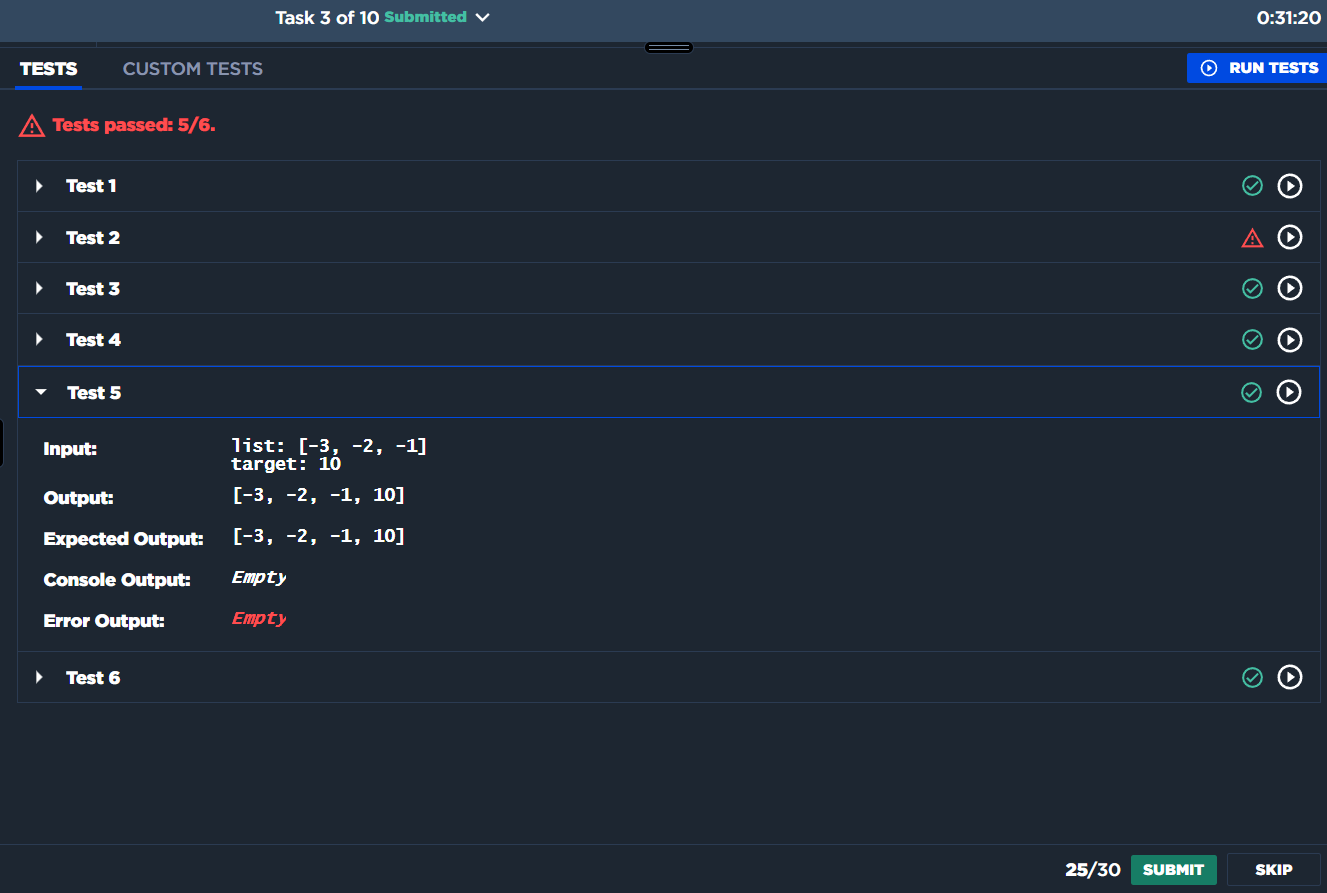 Task 3 of 10 Submitted
0:31:20
TESTS
CUSTOM TESTS
RUN TESTS
Tests passed: 5/6.
Test 1
Test 2
Test 3
Test 4
Test 5
Input:
list: [-3, -2, -1]
target: 10
Output:
[-3, -2, -1, 10]
Expected Output:
[-3, -2, -1, 10]
Console Output:
Empty
Error Output:
Empty
Test 6
25/30
SUBMIT
SKIP